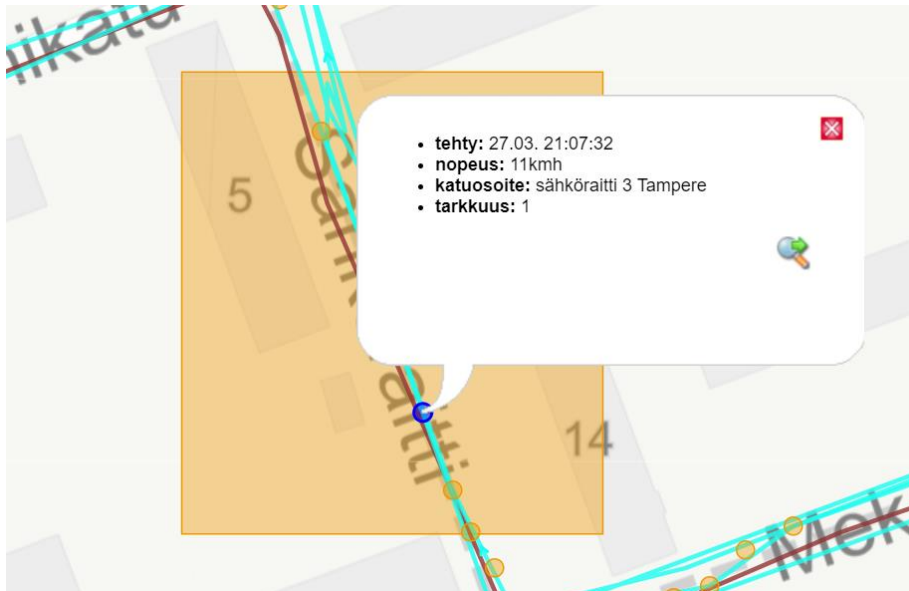 tehty: 27.03. 21:07:32
nopeus: 11kmh
katuosoite: sähköraitti 3 Tampere
tarkkuus: 1
5
14